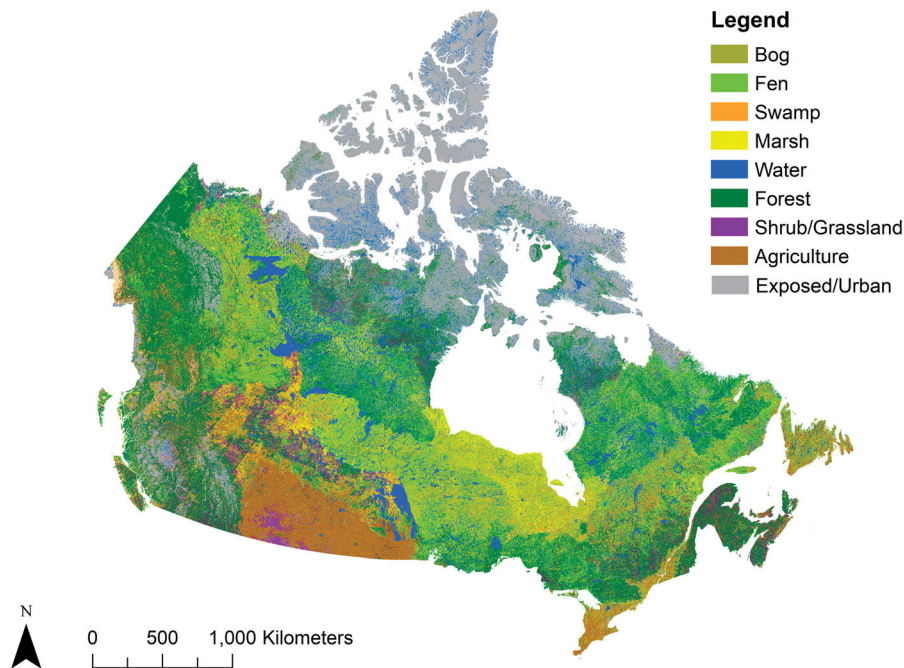 Legend
Bog
Fen
Swamp
Marsh
Water
Forest
Shrub/Grassland
Agriculture
Exposed/Urban
N
0 500 1,000 Kilometers